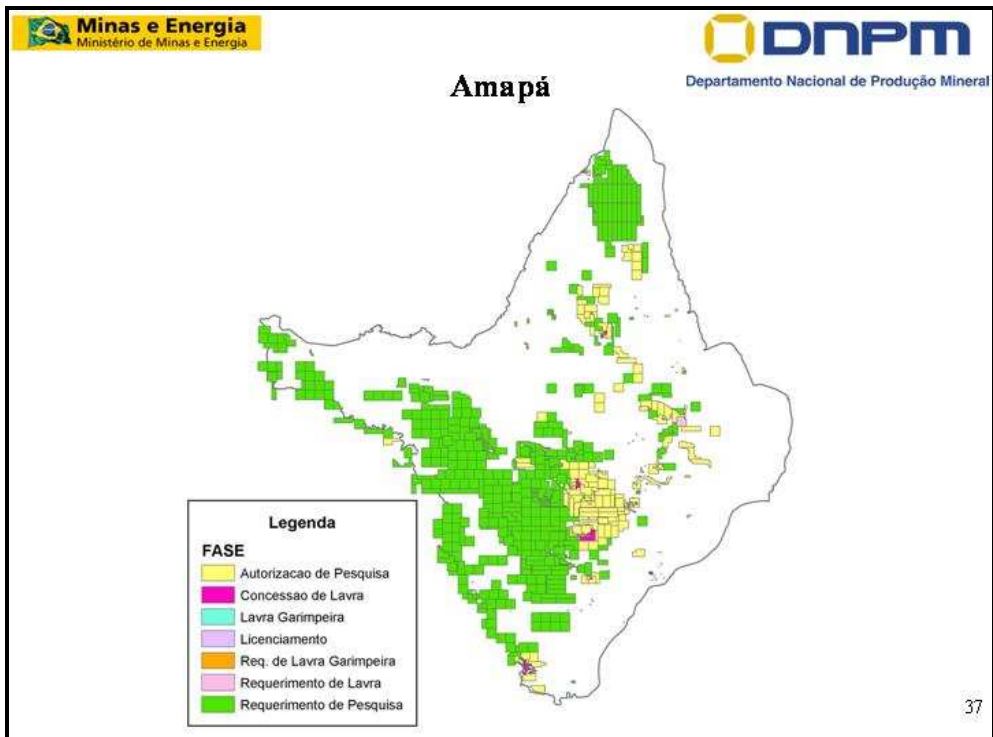 Minas e Energia
Ministério de Minas e Energia
DNPM
Departamento Nacional de Produção Mineral
Amapá
Legenda
FASE
Autorizacao de Pesquisa
Concessao de Lavra
Lavra Garimpeira
Licenciamento
Req. de Lavra Garimpeira
Requerimento de Lavra
Requerimento de Pesquisa
37